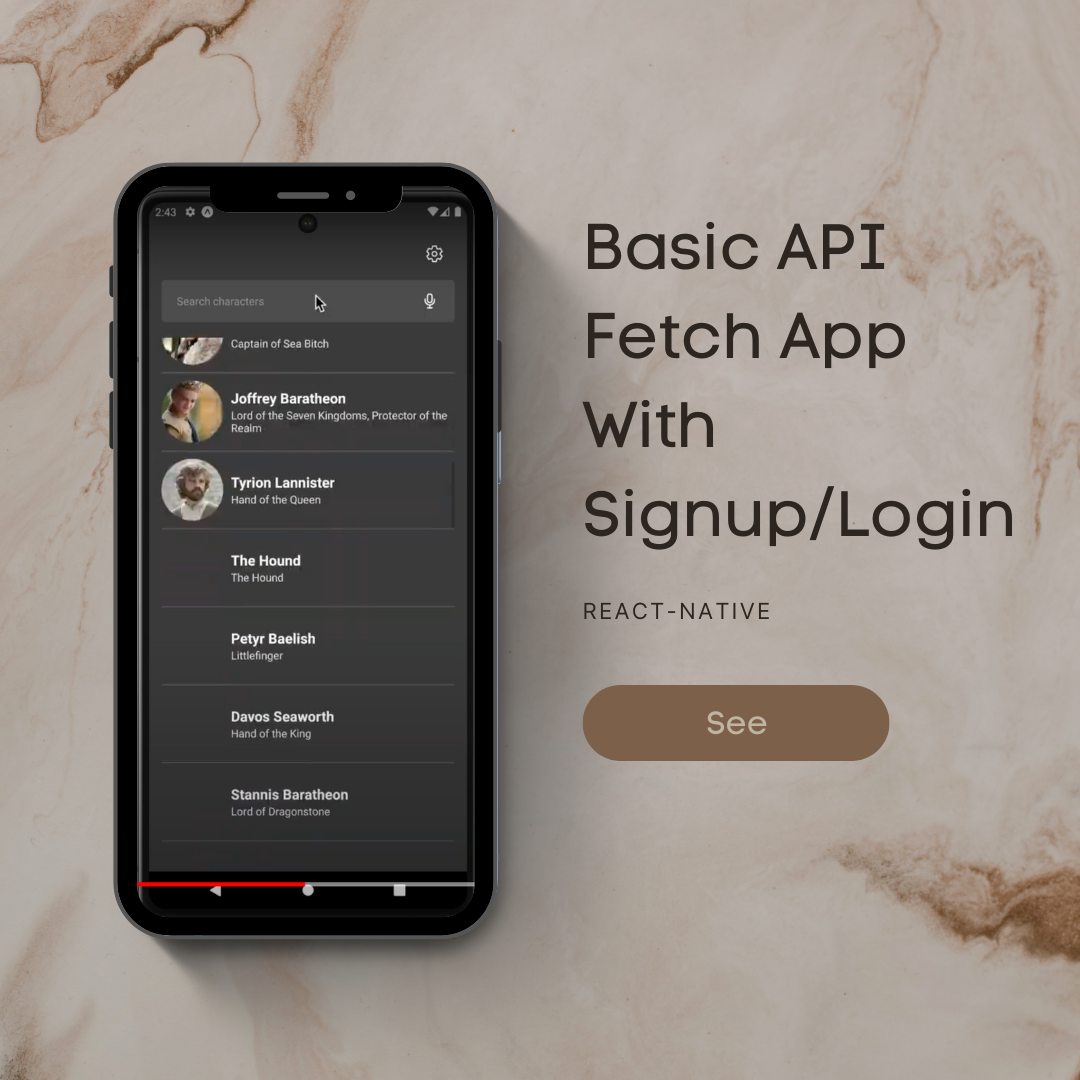 2:43
Search characters
Captain of Sea Bitch
Joffrey Baratheon
Lord of the Seven Kingdoms, Protector of the
Realm
Tyrion Lannister
Hand of the Queen
The Hound
The Hound
Petyr Baelish
Littlefinger
Davos Seaworth
Hand of the King
Stannis Baratheon
Lord of Dragonstone
Basic API
Fetch App
With
Signup/Login
REACT-NATIVE
See